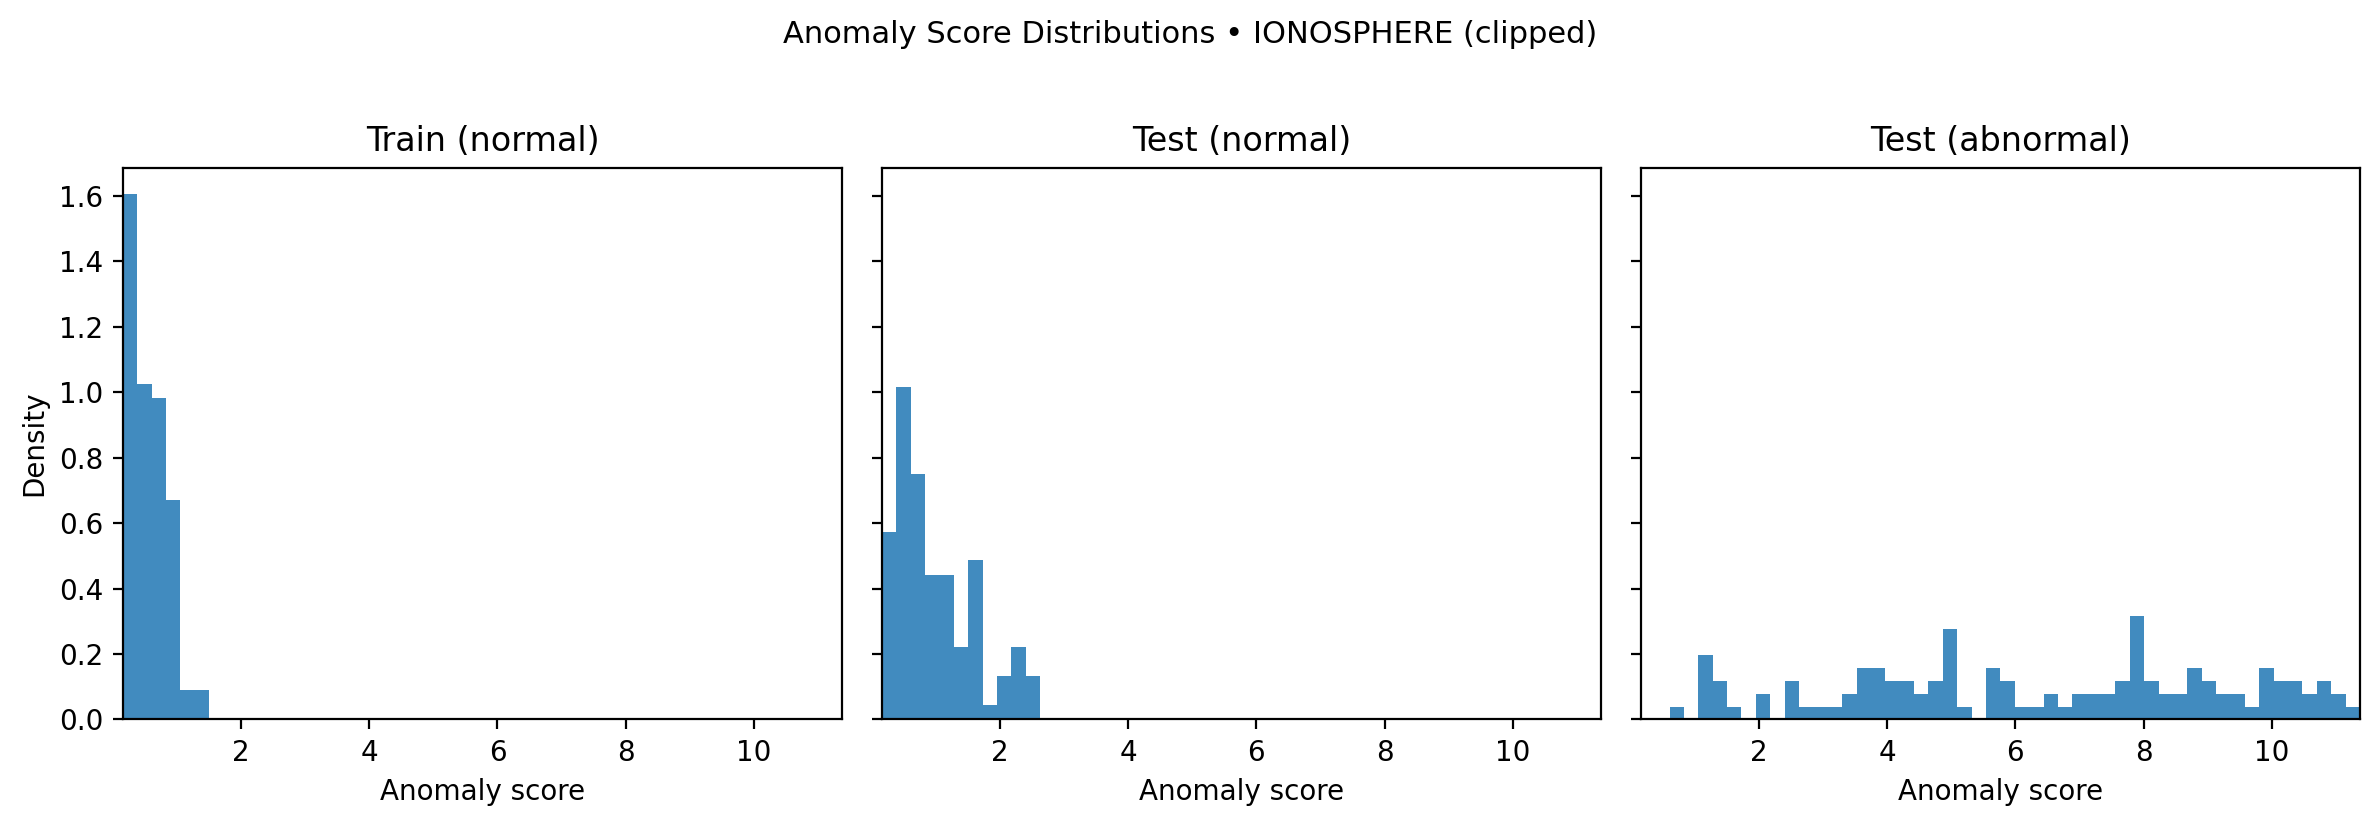 Anomaly Score Distributions • IONOSPHERE (clipped)
Train (normal)
Test (normal)
Test (abnormal)
Density
1.6
1.4
1.2
1.0
0.8
0.6
0.4
0.2
0.0
2 4 6 8 10
2 4 6 8 10
2 4 6 8 10
Anomaly score
Anomaly score
Anomaly score